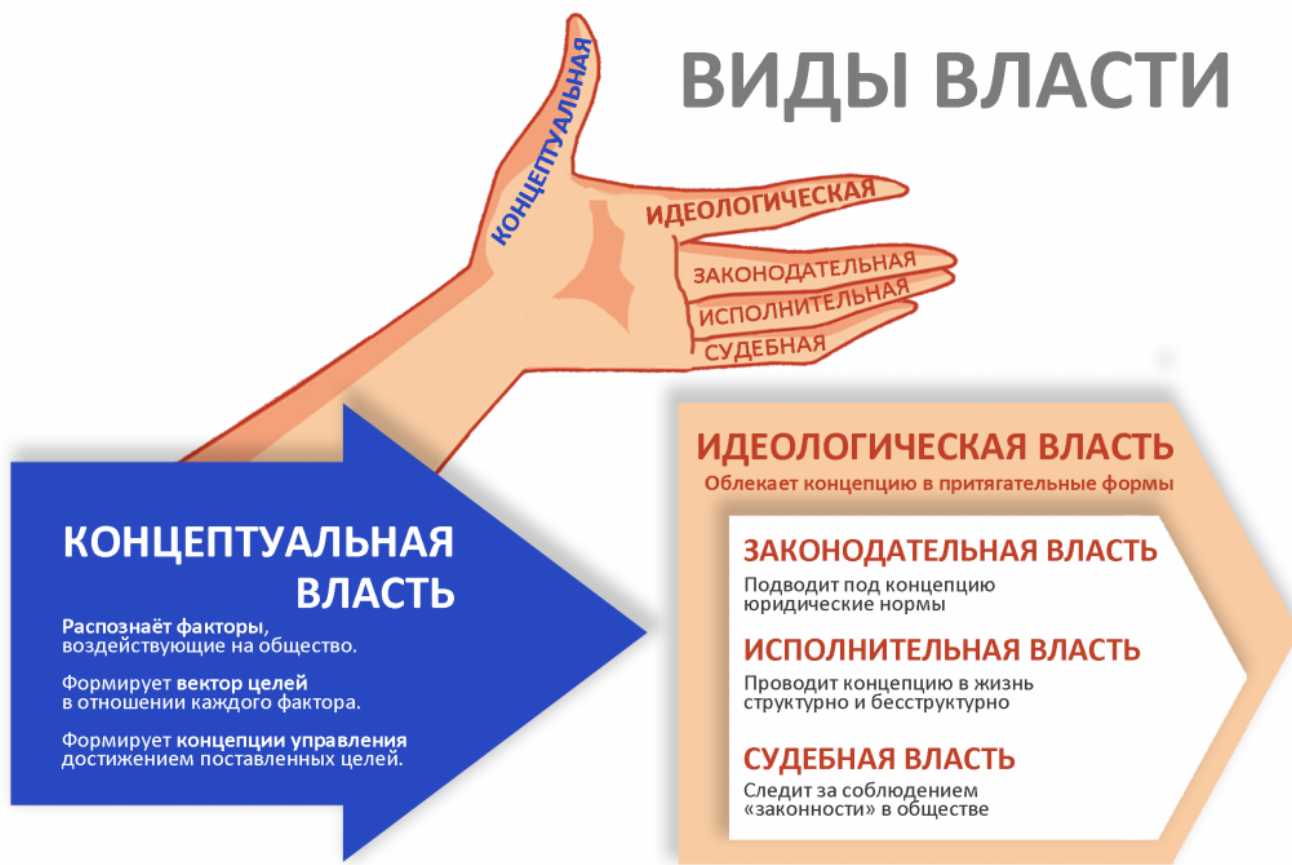 ВИДЫ ВЛАСТИ
КОНЦЕПТУАЛЬНАЯ
ИДЕОЛОГИЧЕСКАЯ
ЗАКОНОДАТЕЛЬНАЯ
ИСПОЛНИТЕЛЬНАЯ
СУДЕБНАЯ
КОНЦЕПТУАЛЬНАЯ
ВЛАСТЬ
Распознаёт факторы,
воздействующие на общество.
Формирует вектор целей
в отношении каждого фактора.
Формирует концепции управления
достижением поставленных целей.
ИДЕОЛОГИЧЕСКАЯ ВЛАСТЬ
Облекает концепцию в притягательные формы
ЗАКОНОДАТЕЛЬНАЯ ВЛАСТЬ
Подводит под концепцию
юридические нормы
ИСПОЛНИТЕЛЬНАЯ ВЛАСТЬ
Проводит концепцию в жизнь
структурно и бесструктурно
СУДЕБНАЯ ВЛАСТЬ
Следит за соблюдением
«законности» в обществе